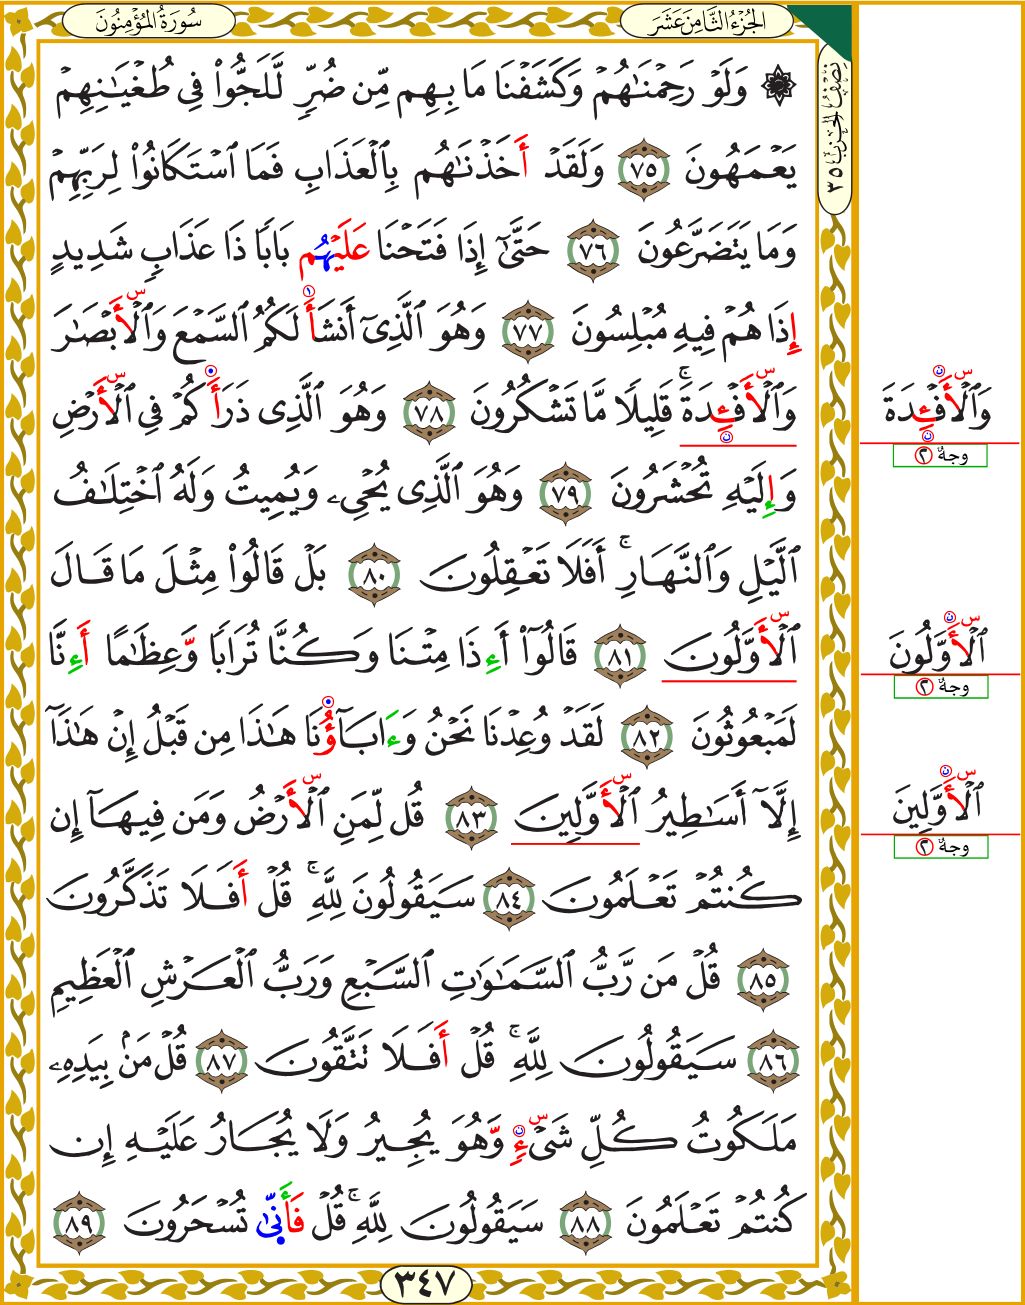 سُورَةُ المُؤْمِنُونَ
الجُزْءُ الثَّامِنَ عَشَرَ
نِصْفُ الحِزْبِ ٣٥
۞ وَلَوْ رَحِمْنَٰهُمْ وَكَشَفْنَا مَا بِهِم مِّن ضُرٍّۢ لَّلَجُّوا۟ فِى طُغْيَٰنِهِمْ
يَعْمَهُونَ ٧٥ وَلَقَدْ أَخَذْنَٰهُم بِٱلْعَذَابِ فَمَا ٱسْتَكَانُوا۟ لِرَبِّهِمْ
وَمَا يَتَضَرَّعُونَ ٧٦ حَتَّىٰٓ إِذَا فَتَحْنَا عَلَيْهُم بَابًۭا ذَا عَذَابٍۢ شَدِيدٍ
إِذَا هُمْ فِيهِ مُبْلِسُونَ ٧٧ وَهُوَ ٱلَّذِىٓ أَنشَأَ لَكُمُ ٱلسَّمْعَ وَٱلْأَبْصَٰرَ
وَٱلْأَفْـِٔدَةَ ۚ قَلِيلًۭا مَّا تَشْكُرُونَ ٧٨ وَهُوَ ٱلَّذِى ذَرَأَكُمْ فِى ٱلْأَرْضِ
وَإِلَيْهِ تُحْشَرُونَ ٧٩ وَهُوَ ٱلَّذِى يُحْىِۦ وَيُمِيتُ وَلَهُ ٱخْتِلَٰفُ
ٱلَّيْلِ وَٱلنَّهَارِ ۚ أَفَلَا تَعْقِلُونَ ٨٠ بَلْ قَالُوا۟ مِثْلَ مَا قَالَ
ٱلْأَوَّلُونَ ٨١ قَالُوٓا۟ أَءِذَا مِتْنَا وَكُنَّا تُرَابًۭا وَّعِظَٰمًا أَءِنَّا
لَمَبْعُوثُونَ ٨٢ لَقَدْ وُعِدْنَا نَحْنُ وَءَابَآؤُنَا هَٰذَا مِن قَبْلُ إِنْ هَٰذَآ
إِلَّآ أَسَٰطِيرُ ٱلْأَوَّلِينَ ٨٣ قُل لِّمَنِ ٱلْأَرْضُ وَمَن فِيهَآ إِن
كُنتُمْ تَعْلَمُونَ ٨٤ سَيَقُولُونَ لِلَّهِ ۚ قُلْ أَفَلَا تَذَّكَّرُونَ
٨٥ قُلْ مَن رَّبُّ ٱلسَّمَٰوَٰتِ ٱلسَّبْعِ وَرَبُّ ٱلْعَرْشِ ٱلْعَظِيمِ
٨٦ سَيَقُولُونَ لِلَّهِ ۚ قُلْ أَفَلَا تَتَّقُونَ ٨٧ قُلْ مَنۢ بِيَدِهِۦ
مَلَكُوتُ كُلِّ شَىْءٍ وَّهُوَ يُجِيرُ وَلَا يُجَارُ عَلَيْهِ إِن
كُنتُمْ تَعْلَمُونَ ٨٨ سَيَقُولُونَ لِلَّهِ ۚ قُلْ فَأَنَّىٰ تُسْحَرُونَ ٨٩
وَٱلْأَفْـِٔدَةَ
وجهٌ ٢
ٱلْأَوَّلُونَ
وجهٌ ٢
ٱلْأَوَّلِينَ
وجهٌ ٢
٣٤٧